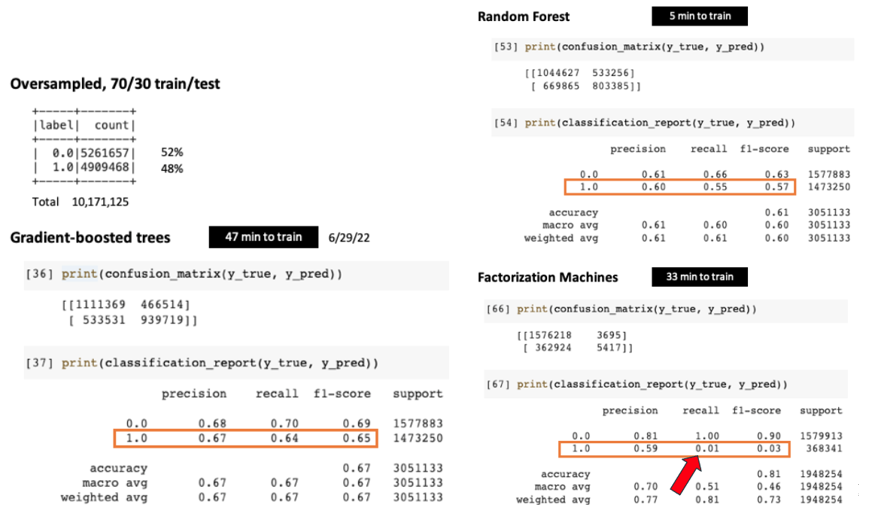 Oversampled, 70/30 train/test
+-----+-------+
|label| count|
+-----+-------+
| 0.0|5261657| 52%
| 1.0|4909468| 48%
+-----+-------+
Total 10,171,125
Gradient-boosted trees 47 min to train 6/29/22
[36] print(confusion_matrix(y_true, y_pred))
[[1111369 466514]
[ 533531 939719]]
[37] print(classification_report(y_true, y_pred))
precision recall f1-score support
0.0 0.68 0.70 0.69 1577883
1.0 0.67 0.64 0.65 1473250
accuracy 0.67 3051133
macro avg 0.67 0.67 0.67 3051133
weighted avg 0.67 0.67 0.67 3051133
Random Forest 5 min to train
[53] print(confusion_matrix(y_true, y_pred))
[[1044627 533256]
[ 669865 803385]]
[54] print(classification_report(y_true, y_pred))
precision recall f1-score support
0.0 0.61 0.66 0.63 1577883
1.0 0.60 0.55 0.57 1473250
accuracy 0.61 3051133
macro avg 0.61 0.60 0.60 3051133
weighted avg 0.61 0.61 0.60 3051133
Factorization Machines 33 min to train
[66] print(confusion_matrix(y_true, y_pred))
[[1576218 3695]
[ 362924 5417]]
[67] print(classification_report(y_true, y_pred))
precision recall f1-score support
0.0 0.81 1.00 0.90 1579913
1.0 0.59 0.01 0.03 368341
accuracy 0.81 1948254
macro avg 0.70 0.51 0.46 1948254
weighted avg 0.77 0.81 0.73 1948254